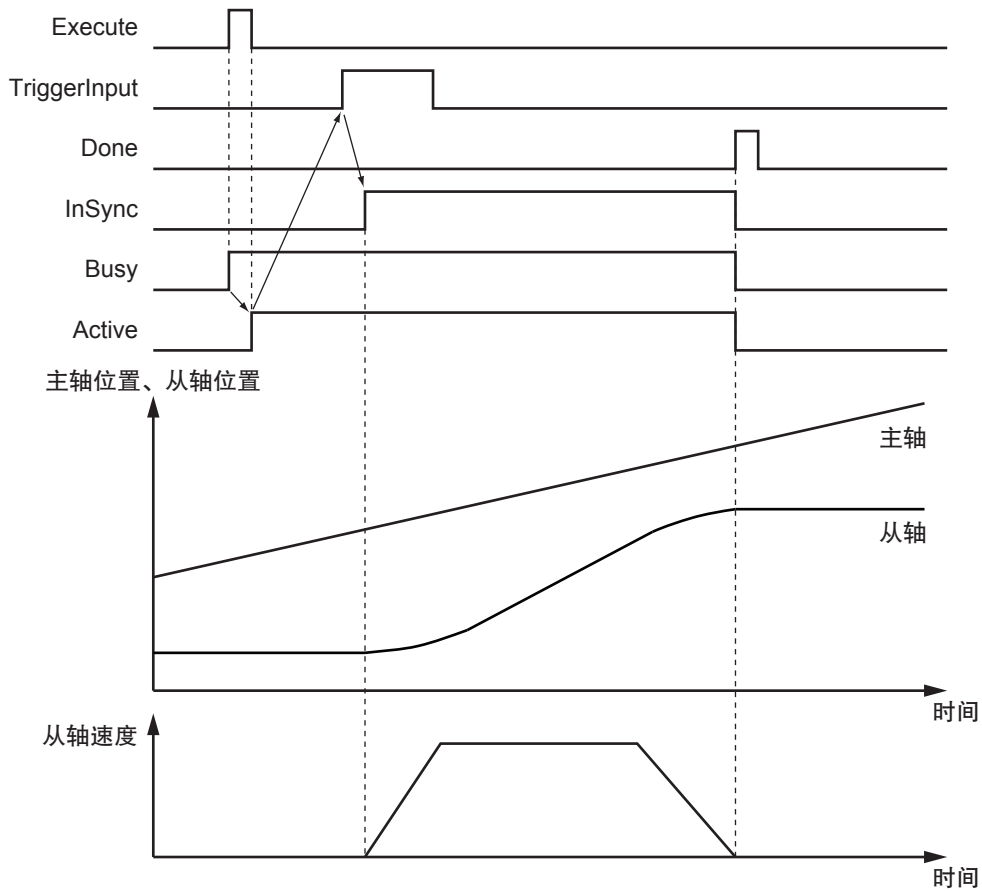 Execute
TriggerInput
Done
InSync
Busy
Active
主轴位置、从轴位置
主轴
从轴
时间
从轴速度
时间